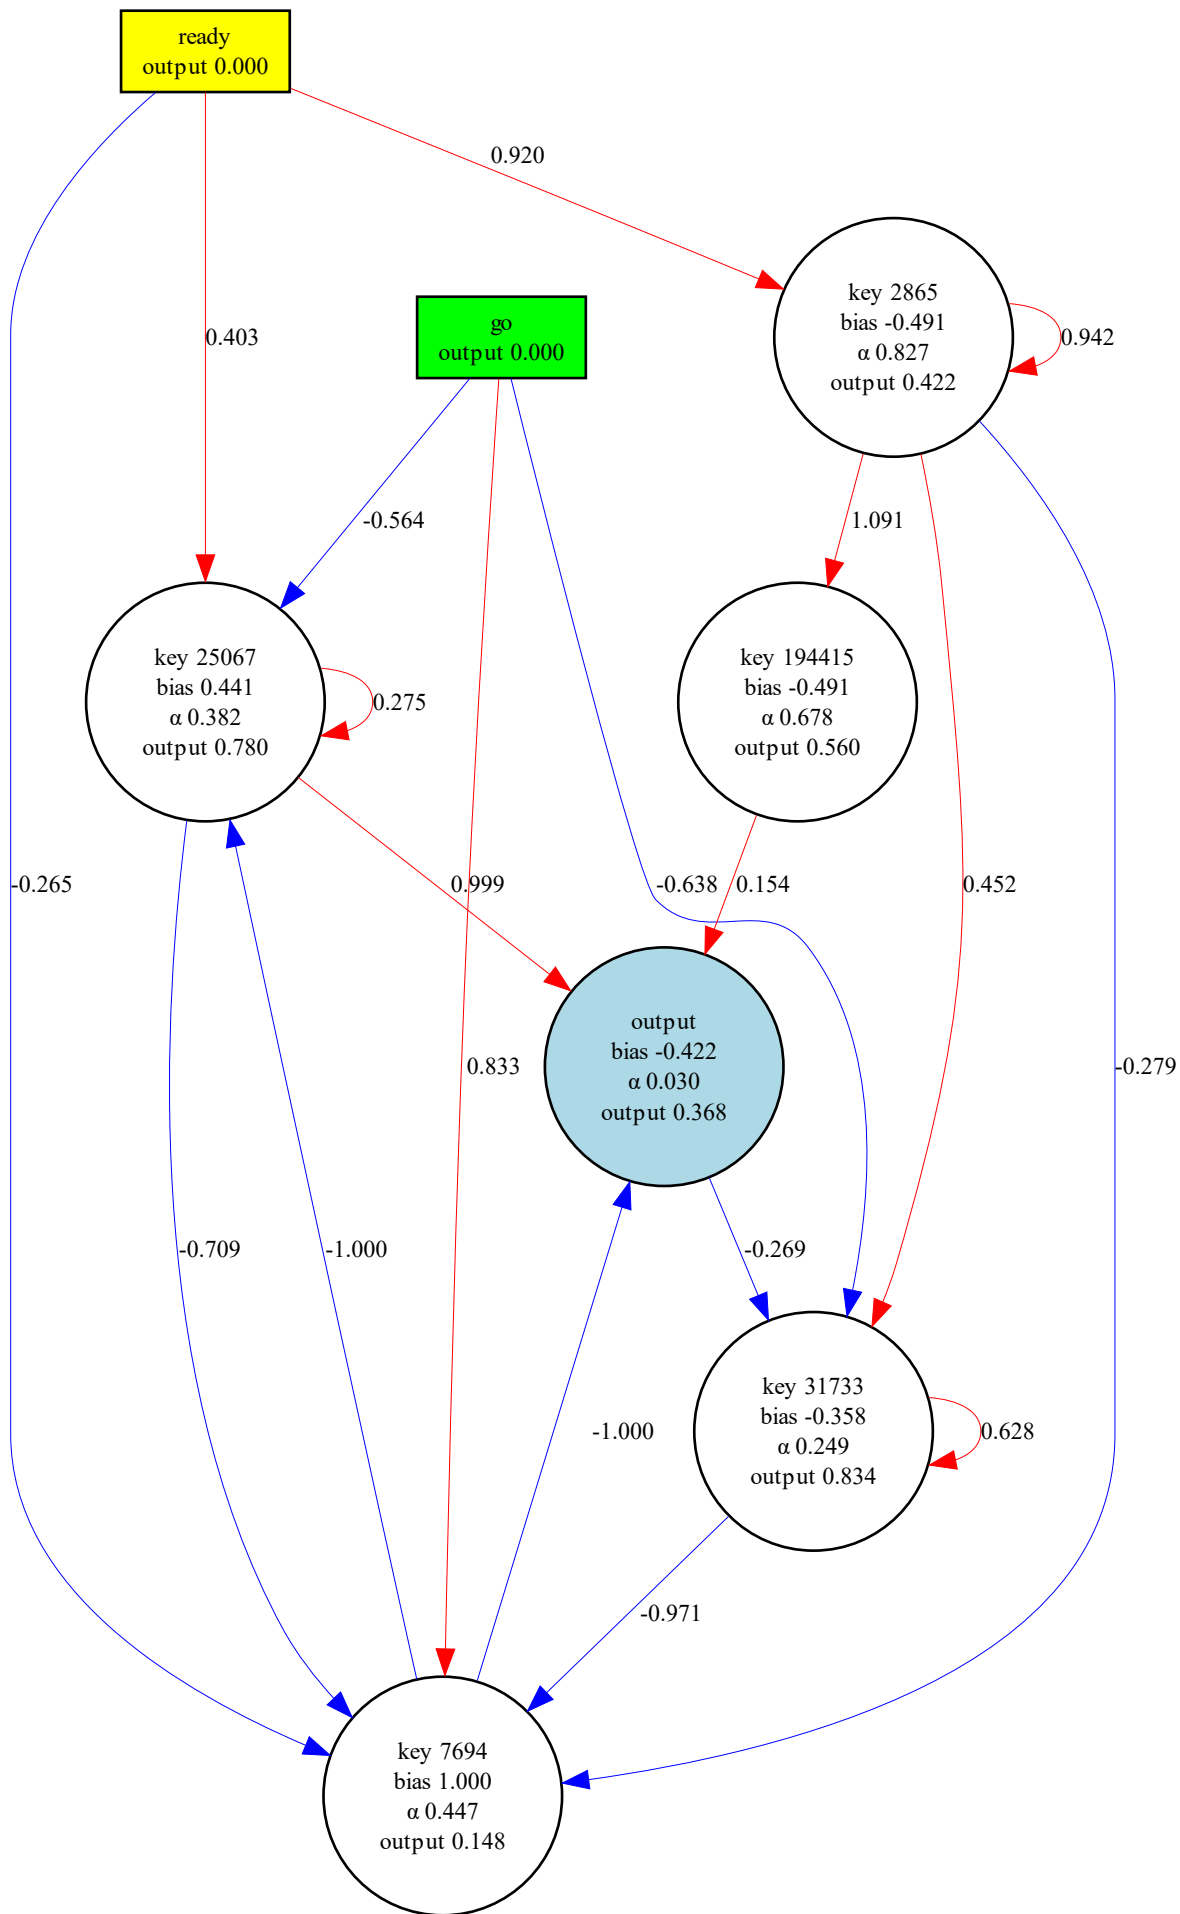 ready
output 0.000
0.920
key 2865
bias -0.491
α 0.827
output 0.422
0.942
go
output 0.000
0.403
-0.564
1.091
key 25067
bias 0.441
α 0.382
output 0.780
0.275
key 194415
bias -0.491
α 0.678
output 0.560
-0.265
0.999
-0.638
0.154
0.452
output
bias -0.422
α 0.030
output 0.368
0.833
-0.279
-0.709
-1.000
-0.269
-1.000
key 31733
bias -0.358
α 0.249
output 0.834
0.628
-0.971
key 7694
bias 1.000
α 0.447
output 0.148